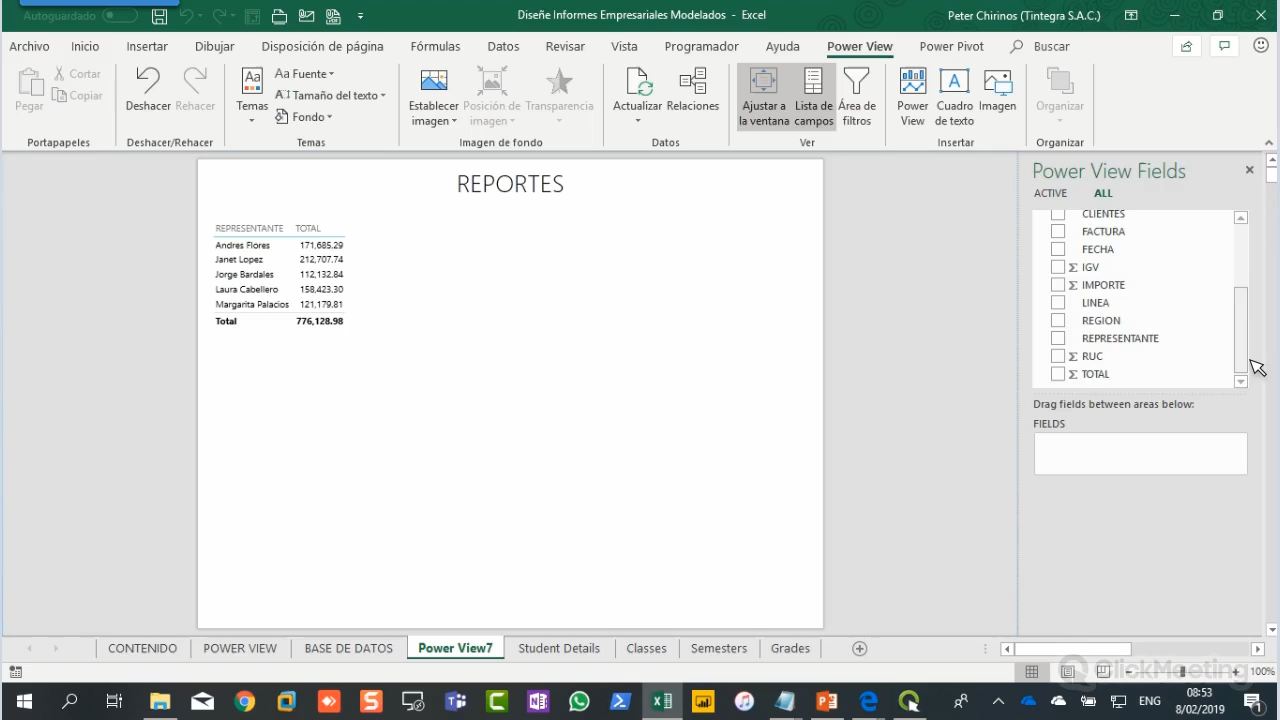 Autoguardado
Diseñe Informes Empresariales Modelados - Excel
Peter Chirinos (Tintegra S.A.C.)
Archivo Inicio Insertar Dibujar Disposición de página Fórmulas Datos Revisar Vista Programador Ayuda Power View Power Pivot Buscar
Pegar
Cortar
Copiar
Portapapeles
Deshacer Rehacer
Deshacer/Rehacer
Temas
Fuente
Tamaño del texto
Fondo
Temas
Establecer imagen
Posición de imagen
Transparencia
Imagen de fondo
Actualizar
Relaciones
Datos
Ajustar a la ventana
Lista de campos
Área de filtros
Ver
Power View
Cuadro de texto
Imagen
Insertar
Organizar
Organizar
REPORTES
REPRESENTANTE TOTAL
Andres Flores 171,685.29
Janet Lopez 212,707.74
Jorge Bardales 112,132.84
Laura Cabellero 158,423.30
Margarita Palacios 121,179.81
Total 776,128.98
Power View Fields
ACTIVE ALL
CLIENTES
FACTURA
FECHA
Σ IGV
Σ IMPORTE
LINEA
REGION
REPRESENTANTE
Σ RUC
Σ TOTAL
Drag fields between areas below:
FIELDS
CONTENIDO POWER VIEW BASE DE DATOS Power View7 Student Details Classes Semesters Grades
ClickMeeting
100%
ENG
08:53
8/02/2019
1